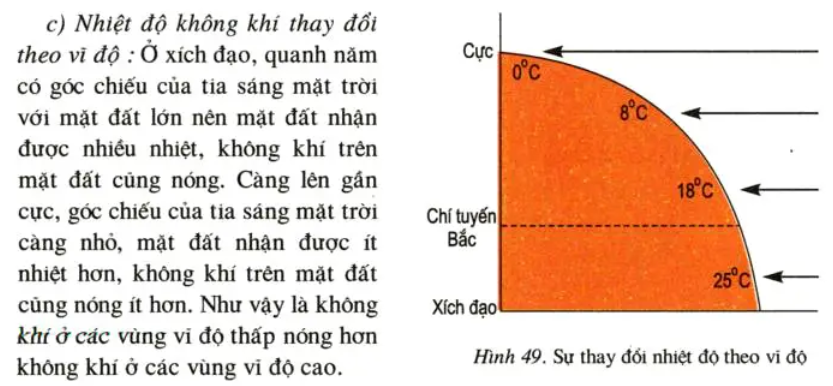 c) Nhiệt độ không khí thay đổi
theo vĩ độ : Ở xích đạo, quanh năm
có góc chiếu của tia sáng mặt trời
với mặt đất lớn nên mặt đất nhận
được nhiều nhiệt, không khí trên
mặt đất cũng nóng. Càng lên gần
cực, góc chiếu của tia sáng mặt trời
càng nhỏ, mặt đất nhận được ít
nhiệt hơn, không khí trên mặt đất
cũng nóng ít hơn. Như vậy là không
khí ở các vùng vĩ độ thấp nóng hơn
không khí ở các vùng vĩ độ cao.
Cực
0°C
8°C
18°C
Chí tuyến
Bắc
25°C
Xích đạo
Hình 49. Sự thay đổi nhiệt độ theo vĩ độ